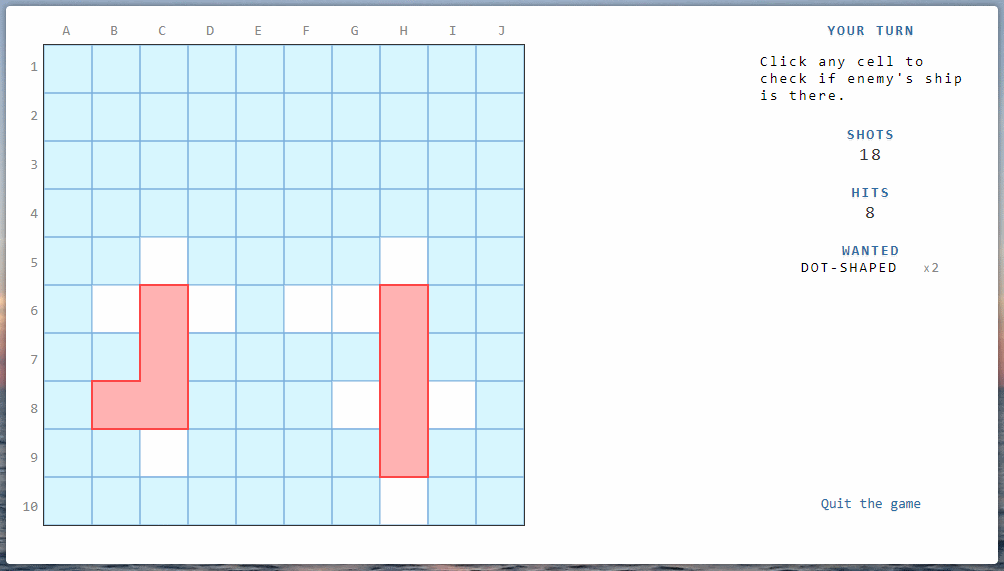 A B C D E F G H I J
1
2
3
4
5
6
7
8
9
10
YOUR TURN
Click any cell to
check if enemy's ship
is there.
SHOTS
18
HITS
8
WANTED
DOT-SHAPED x2
Quit the game